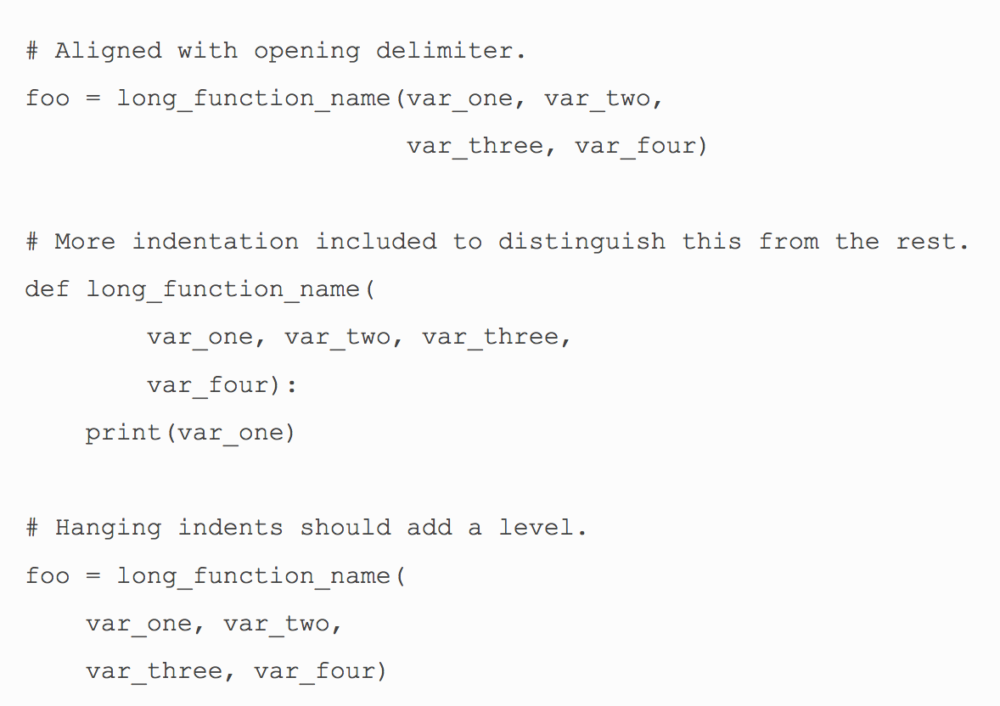 # Aligned with opening delimiter.
foo = long_function_name(var_one, var_two,
                         var_three, var_four)

# More indentation included to distinguish this from the rest.
def long_function_name(
        var_one, var_two, var_three,
        var_four):
    print(var_one)

# Hanging indents should add a level.
foo = long_function_name(
    var_one, var_two,
    var_three, var_four)